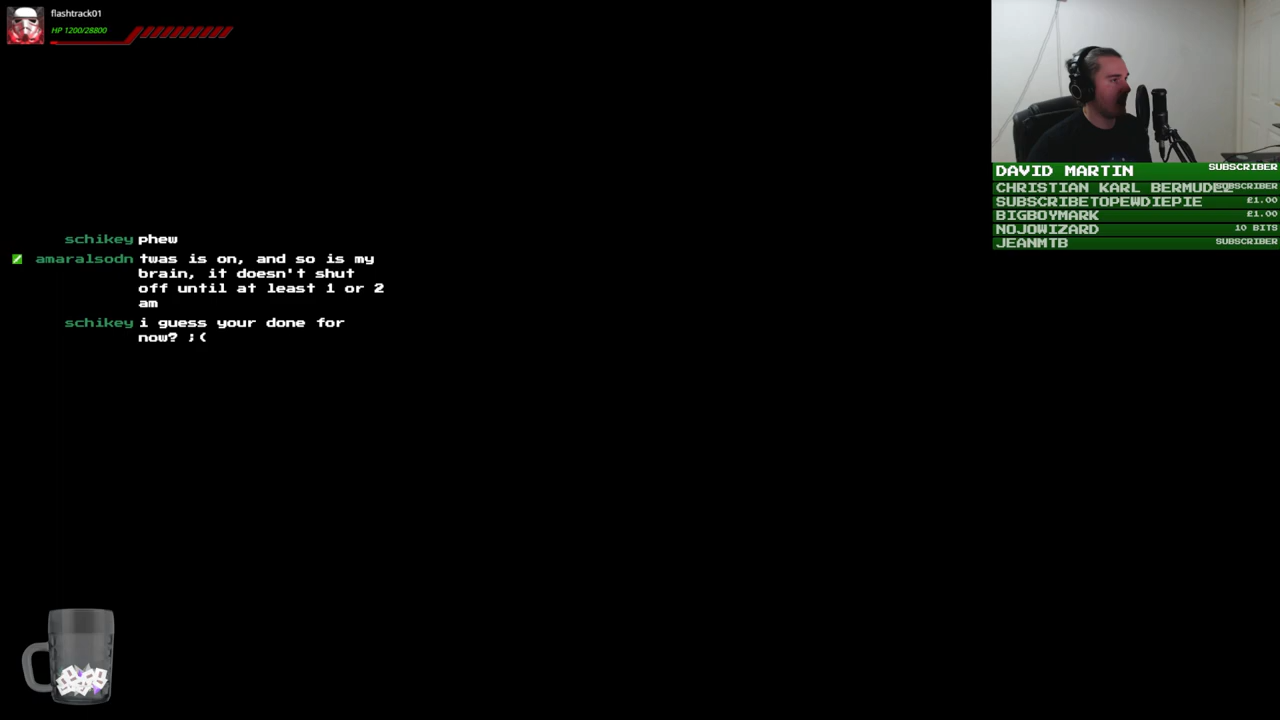 flashtrack01
HP 1200/28800
schikey phew
amaralsodn twas is on, and so is my
brain, it doesn't shut
off until at least 1 or 2
am
schikey i guess your done for
now? ;(
DAVID MARTIN SUBSCRIBER
CHRISTIAN KARL BERMUDEZ SUBSCRIBER
SUBSCRIBETOPEWDIEPIE £1.00
BIGBOYMARK £1.00
NOJOWIZARD 10 BITS
JEANMTB SUBSCRIBER